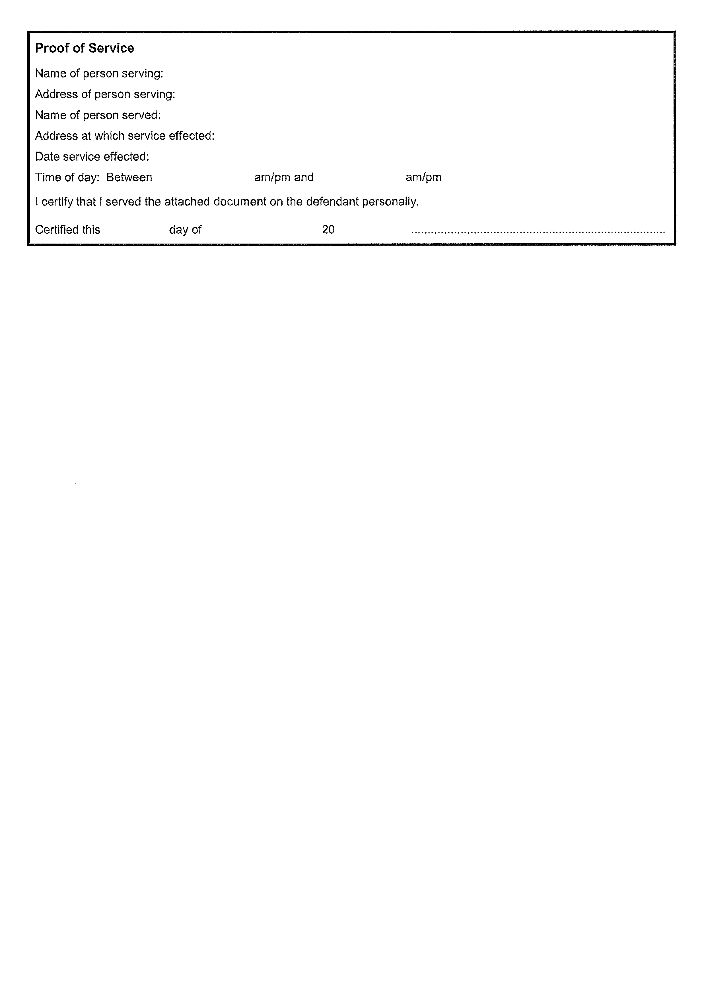 Proof of Service
Name of person serving:
Address of person serving:
Name of person served:
Address at which service effected:
Date service effected:
Time of day: Between am/pm and am/pm
I certify that I served the attached document on the defendant personally.
Certified this day of 20 ..............................................................................